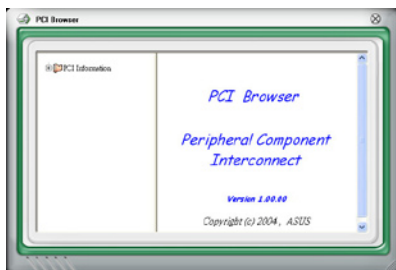 PCI Browser
PCI Information
PCI Browser
Peripheral Component
Interconnect
Version 1.00.00
Copyright (c) 2004, ASUS